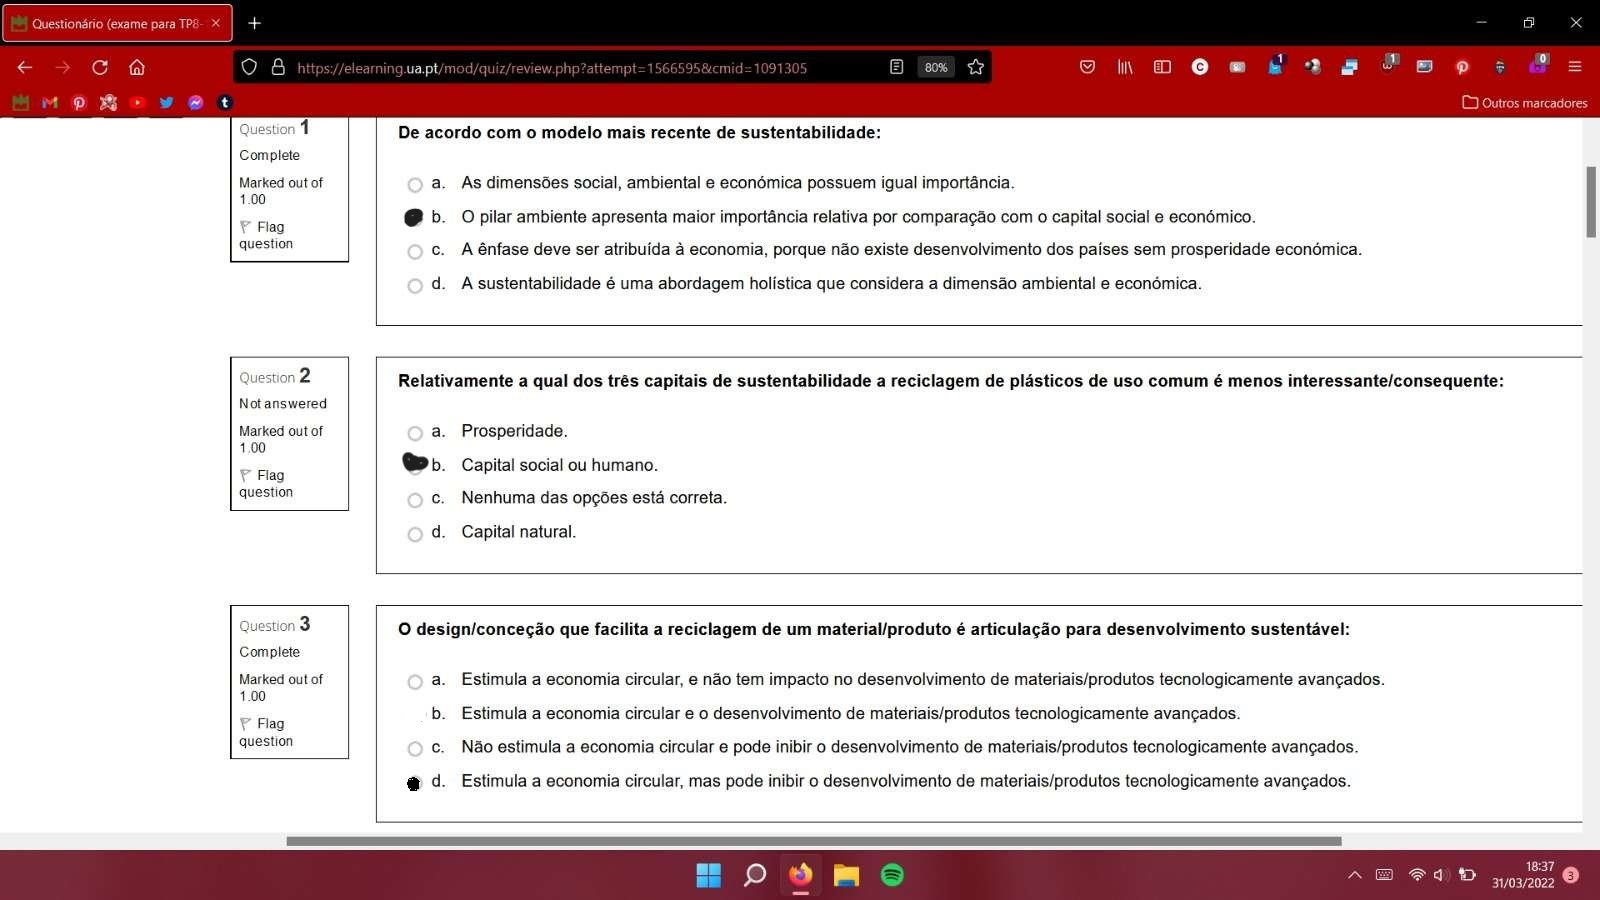 Questionário (exame para TP8-
https://elearning.ua.pt/mod/quiz/review.php?attempt=1566595&cmid=1091305
80%
1
1
0
Outros marcadores
Question 1
Complete
Marked out of
1.00
Flag
question
De acordo com o modelo mais recente de sustentabilidade:
a. As dimensões social, ambiental e económica possuem igual importância.
b. O pilar ambiente apresenta maior importância relativa por comparação com o capital social e económico.
c. A ênfase deve ser atribuída à economia, porque não existe desenvolvimento dos países sem prosperidade económica.
d. A sustentabilidade é uma abordagem holística que considera a dimensão ambiental e económica.
Question 2
Not answered
Marked out of
1.00
Flag
question
Relativamente a qual dos três capitais de sustentabilidade a reciclagem de plásticos de uso comum é menos interessante/consequente:
a. Prosperidade.
b. Capital social ou humano.
c. Nenhuma das opções está correta.
d. Capital natural.
Question 3
Complete
Marked out of
1.00
Flag
question
O design/conceção que facilita a reciclagem de um material/produto é articulação para desenvolvimento sustentável:
a. Estimula a economia circular, e não tem impacto no desenvolvimento de materiais/produtos tecnologicamente avançados.
b. Estimula a economia circular e o desenvolvimento de materiais/produtos tecnologicamente avançados.
c. Não estimula a economia circular e pode inibir o desenvolvimento de materiais/produtos tecnologicamente avançados.
d. Estimula a economia circular, mas pode inibir o desenvolvimento de materiais/produtos tecnologicamente avançados.
18:37
31/03/2022
3